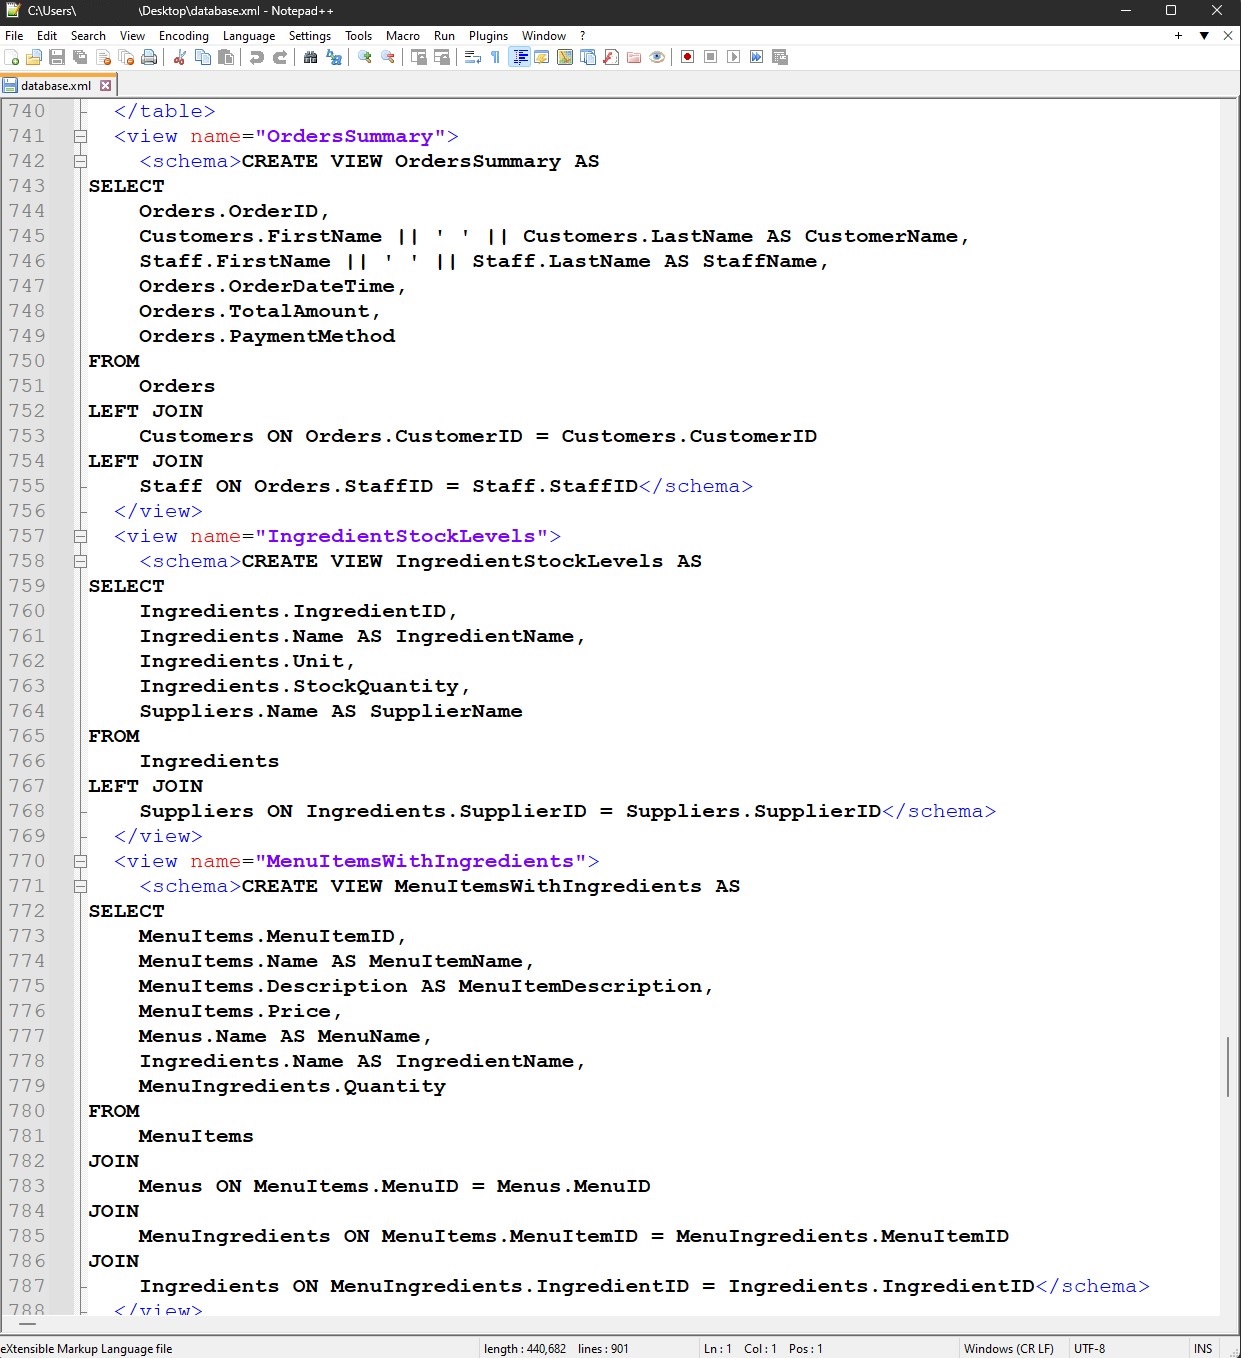 C:\Users\ \Desktop\database.xml - Notepad++
File Edit Search View Encoding Language Settings Tools Macro Run Plugins Window ?
database.xml
740 </table>
741 <view name="OrdersSummary">
742 <schema>CREATE VIEW OrdersSummary AS
743 SELECT
744 Orders.OrderID,
745 Customers.FirstName || ' ' || Customers.LastName AS CustomerName,
746 Staff.FirstName || ' ' || Staff.LastName AS StaffName,
747 Orders.OrderDateTime,
748 Orders.TotalAmount,
749 Orders.PaymentMethod
750 FROM
751 Orders
752 LEFT JOIN
753 Customers ON Orders.CustomerID = Customers.CustomerID
754 LEFT JOIN
755 Staff ON Orders.StaffID = Staff.StaffID</schema>
756 </view>
757 <view name="IngredientStockLevels">
758 <schema>CREATE VIEW IngredientStockLevels AS
759 SELECT
760 Ingredients.IngredientID,
761 Ingredients.Name AS IngredientName,
762 Ingredients.Unit,
763 Ingredients.StockQuantity,
764 Suppliers.Name AS SupplierName
765 FROM
766 Ingredients
767 LEFT JOIN
768 Suppliers ON Ingredients.SupplierID = Suppliers.SupplierID</schema>
769 </view>
770 <view name="MenuItemsWithIngredients">
771 <schema>CREATE VIEW MenuItemsWithIngredients AS
772 SELECT
773 MenuItems.MenuItemID,
774 MenuItems.Name AS MenuItemName,
775 MenuItems.Description AS MenuItemDescription,
776 MenuItems.Price,
777 Menus.Name AS MenuName,
778 Ingredients.Name AS IngredientName,
779 MenuIngredients.Quantity
780 FROM
781 MenuItems
782 JOIN
783 Menus ON MenuItems.MenuID = Menus.MenuID
784 JOIN
785 MenuIngredients ON MenuItems.MenuItemID = MenuIngredients.MenuItemID
786 JOIN
787 Ingredients ON MenuIngredients.IngredientID = Ingredients.IngredientID</schema>
788 </view>
eXtensible Markup Language file length : 440,682 lines : 901 Ln : 1 Col : 1 Pos : 1 Windows (CR LF) UTF-8 INS